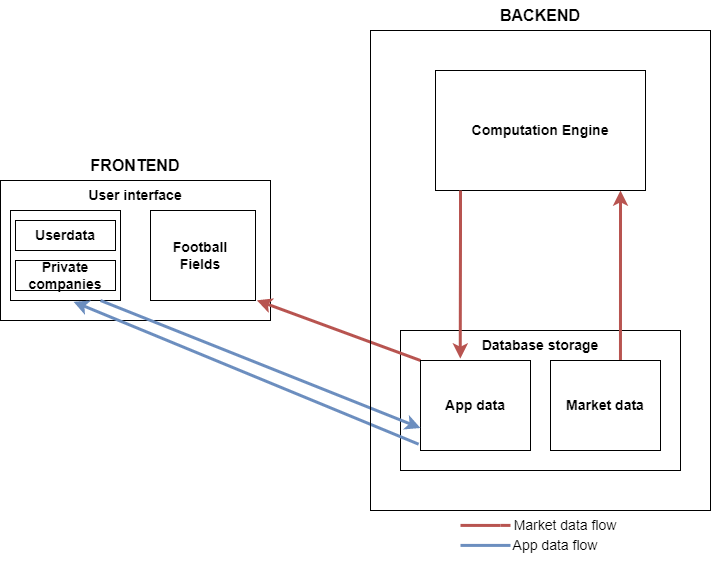 BACKEND
Computation Engine
FRONTEND
User interface
Userdata
Private
companies
Football
Fields
Database storage
App data
Market data
Market data flow
App data flow